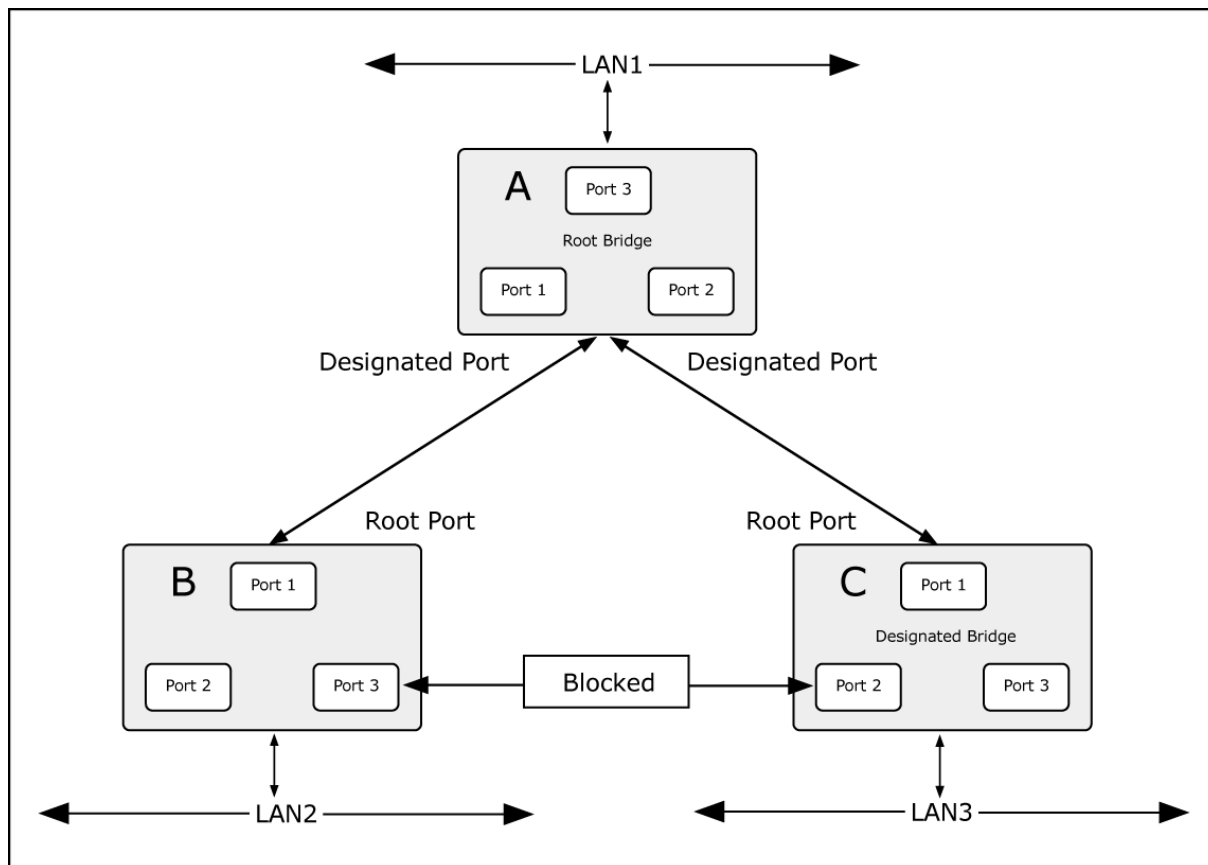 LAN1
A
Port 3
Root Bridge
Port 1
Port 2
Designated Port
Designated Port
Root Port
Root Port
B
Port 1
Port 2
Port 3
Blocked
C
Port 1
Designated Bridge
Port 2
Port 3
LAN2
LAN3